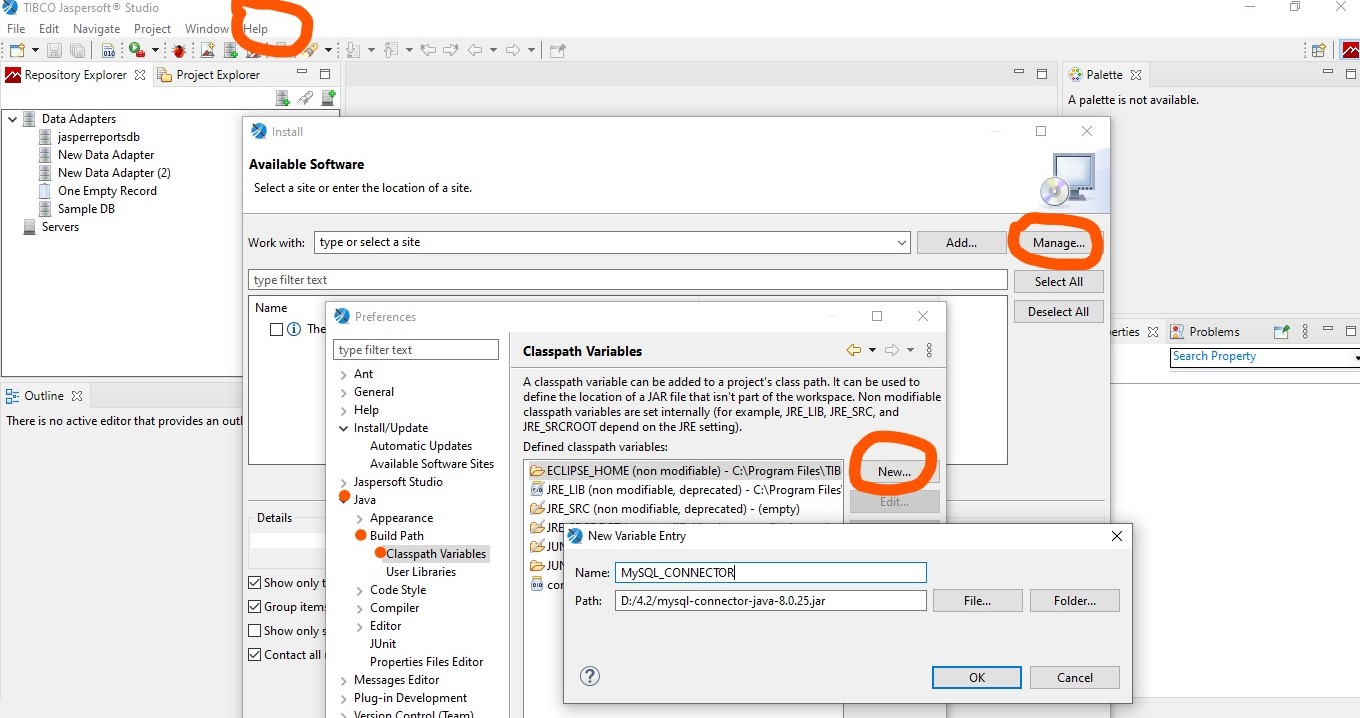 TIBCO Jaspersoft® Studio
File Edit Navigate Project Window Help
Repository Explorer
Project Explorer
Palette
A palette is not available.
Data Adapters
jasperreportsdb
New Data Adapter
New Data Adapter (2)
One Empty Record
Sample DB
Servers
Outline
There is no active editor that provides an outl
erties
Problems
Search Property
Install
Available Software
Select a site or enter the location of a site.
Work with: type or select a site Add... Manage...
type filter text
Select All
Deselect All
Name
The
Details
Show only t
Group items
Show only s
Contact all
Preferences
type filter text
Ant
General
Help
Install/Update
Automatic Updates
Available Software Sites
Jaspersoft Studio
Java
Appearance
Build Path
Classpath Variables
User Libraries
Code Style
Compiler
Editor
JUnit
Properties Files Editor
Messages Editor
Plug-in Development
Version Control (Team)
Classpath Variables
A classpath variable can be added to a project's class path. It can be used to
define the location of a JAR file that isn't part of the workspace. Non modifiable
classpath variables are set internally (for example, JRE_LIB, JRE_SRC, and
JRE_SRCROOT depend on the JRE setting).
Defined classpath variables:
ECLIPSE_HOME (non modifiable) - C:\Program Files\TIB
JRE_LIB (non modifiable, deprecated) - C:\Program Files'
JRE_SRC (non modifiable, deprecated) - (empty)
JUN
JUN
New...
Edit...
New Variable Entry
Name: MySQL_CONNECTOR
Path: D:/4.2/mysql-connector-java-8.0.25.jar File... Folder...
OK Cancel